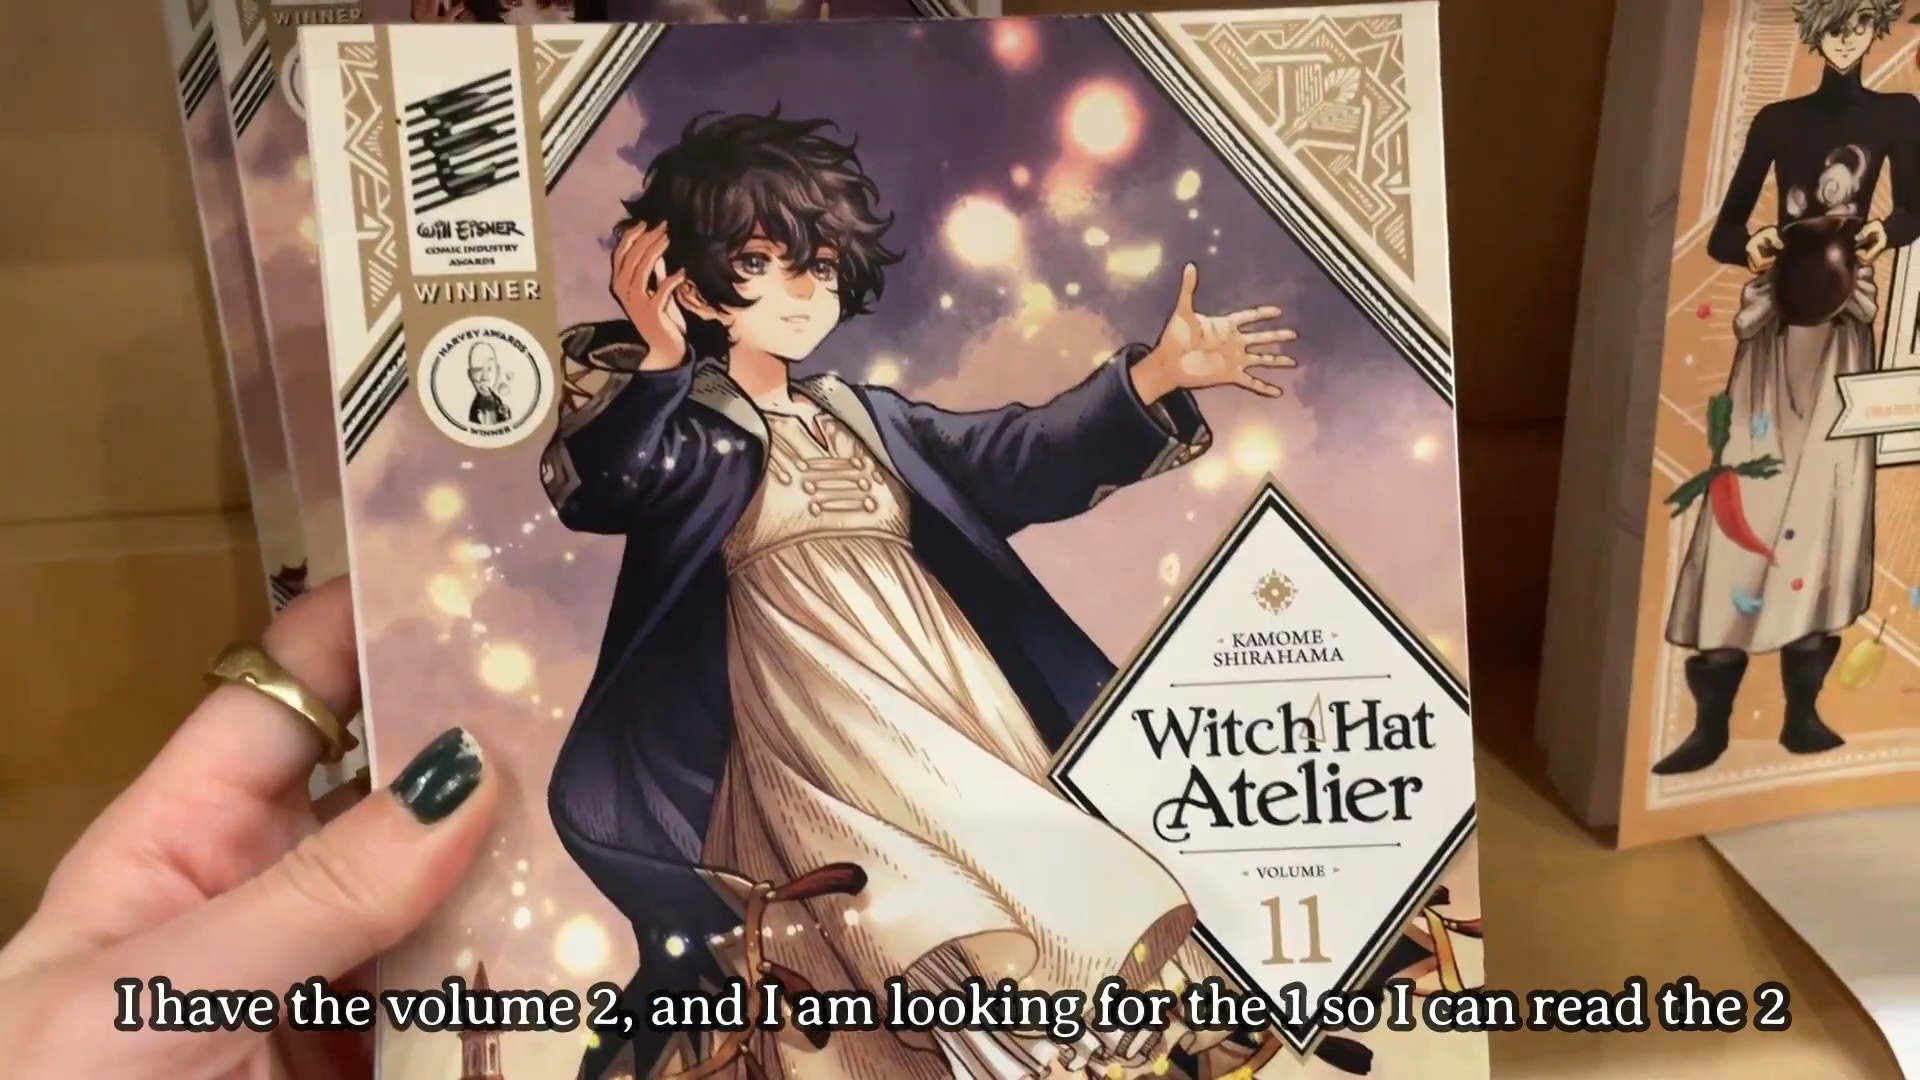 WINNER
Will EiSNER
COMIC INDUSTRY
AWARDS
WINNER
HARVEY AWARDS
WINNER
KAMOME
SHIRAHAMA
Witch Hat
Atelier
VOLUME
11
I have the volume 2, and I am looking for the 1 so I can read the 2